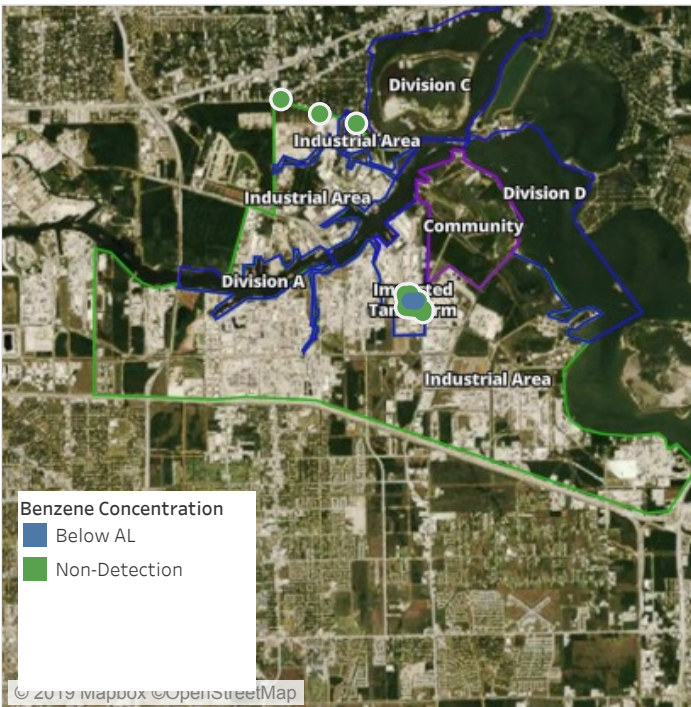 Division C
Industrial Area
Industrial Area
Division D
Community
Division A
Industrial Area
Benzene Concentration
Below AL
Non-Detection
© 2019 Mapbox ©OpenStreetMap